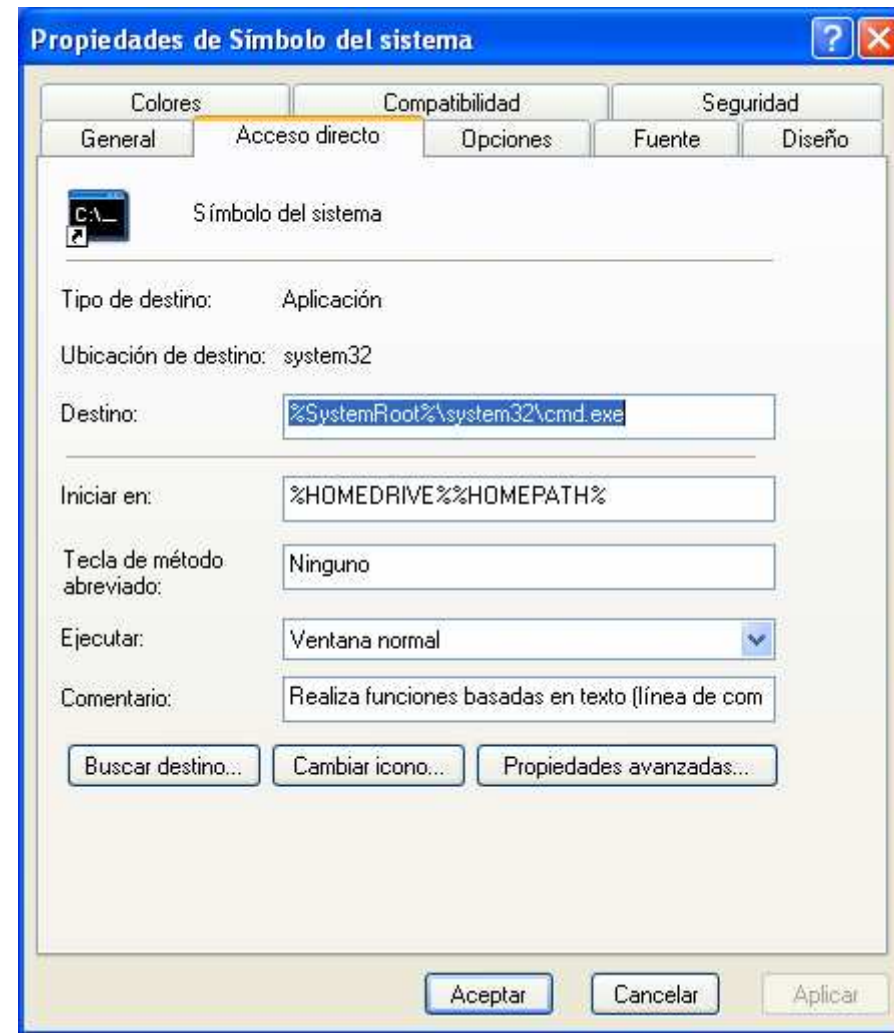 Propiedades de Símbolo del sistema
Colores Compatibilidad Seguridad
General Acceso directo Opciones Fuente Diseño
C:\_
Símbolo del sistema
Tipo de destino: Aplicación
Ubicación de destino: system32
Destino: %SystemRoot%\system32\cmd.exe
Iniciar en: %HOMEDRIVE%%HOMEPATH%
Tecla de método
abreviado: Ninguno
Ejecutar: Ventana normal
Comentario: Realiza funciones basadas en texto (línea de com
Buscar destino... Cambiar icono... Propiedades avanzadas...
Aceptar Cancelar Aplicar